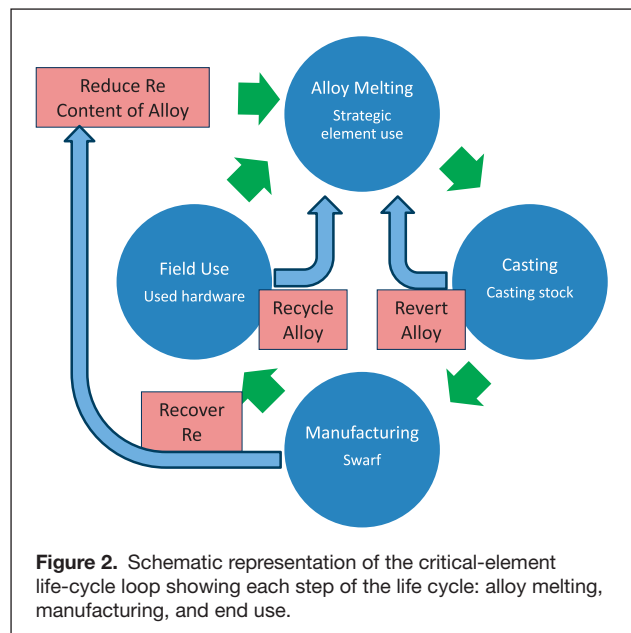 Reduce Re
Content of Alloy
Alloy Melting
Strategic
element use
Field Use
Used hardware
Casting
Casting stock
Recycle
Alloy
Revert
Alloy
Recover
Re
Manufacturing
Swarf
Figure 2. Schematic representation of the critical-element
life-cycle loop showing each step of the life cycle: alloy melting,
manufacturing, and end use.